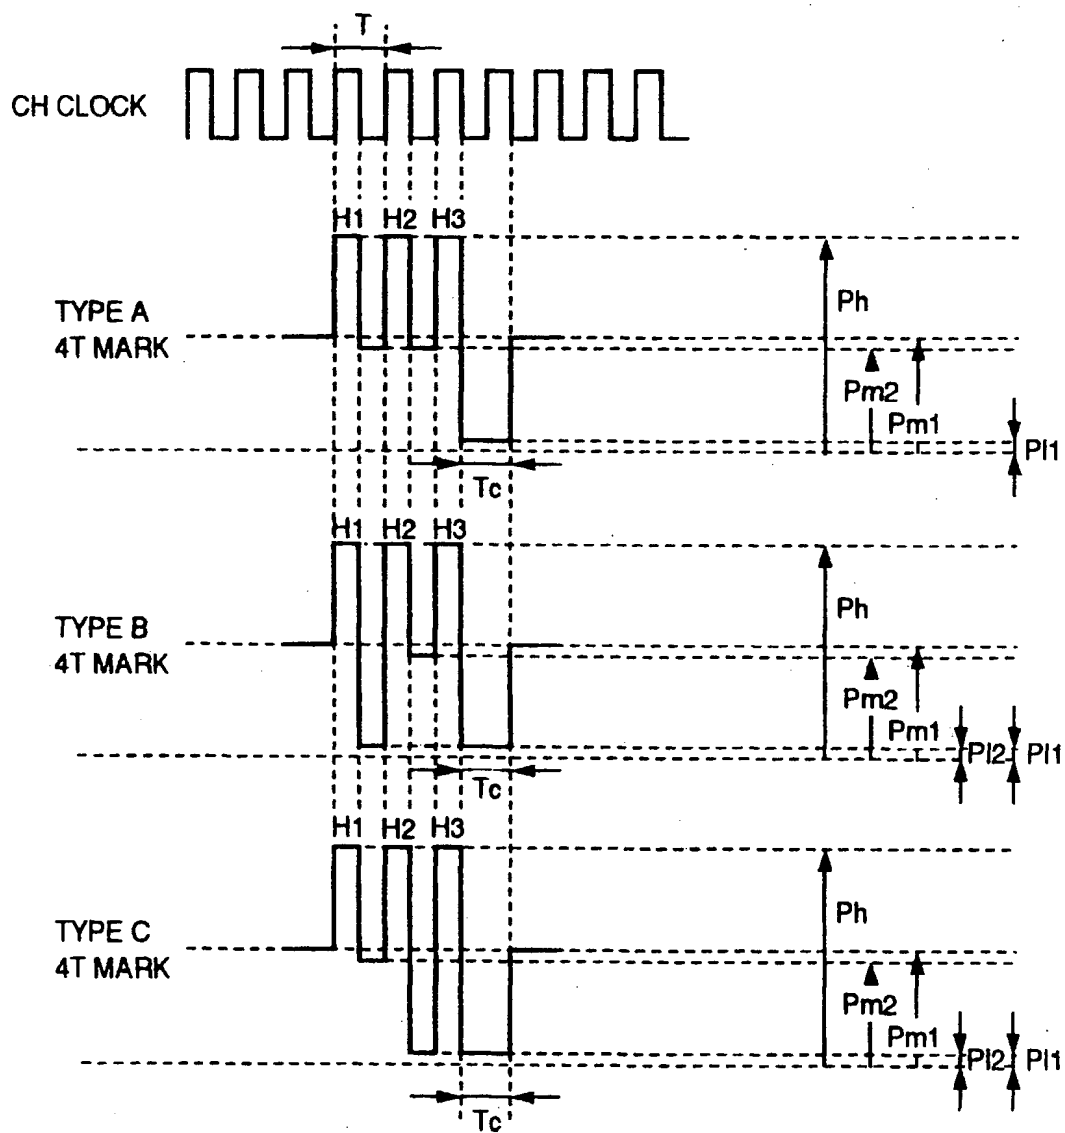 T
CH CLOCK
H1 H2 H3
TYPE A
4T MARK
Ph
Pm2
Pm1
Pl1
Tc
H1 H2 H3
TYPE B
4T MARK
Ph
Pm2
Pm1
Pl2
Pl1
Tc
H1 H2 H3
TYPE C
4T MARK
Ph
Pm2
Pm1
Pl2
Pl1
Tc